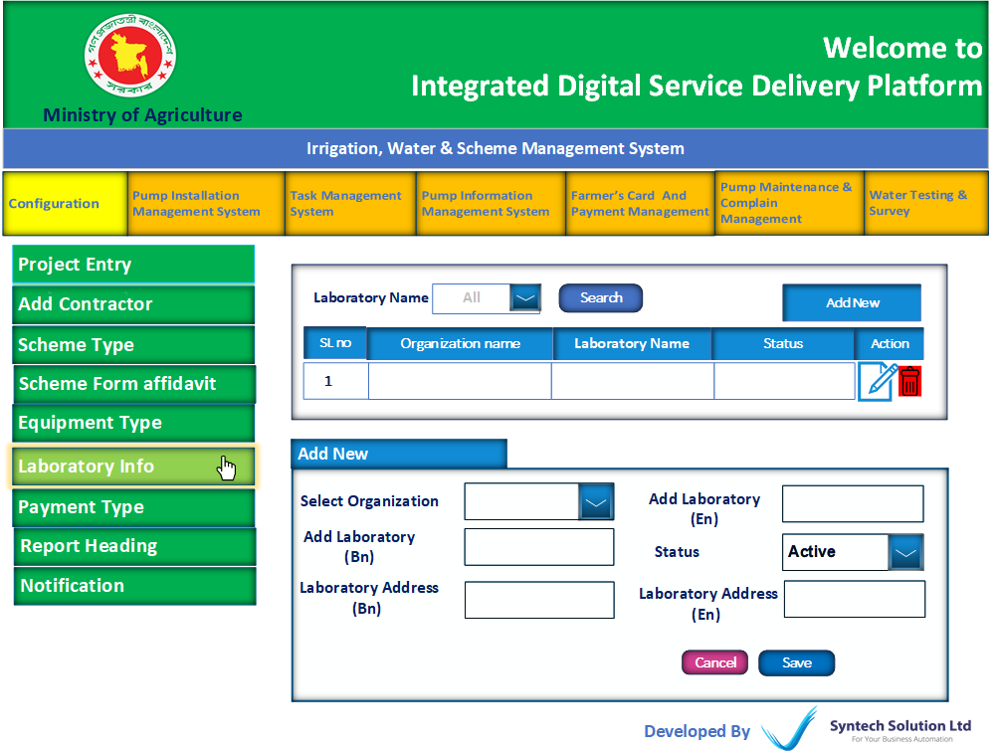 গণপ্রজাতন্ত্রী বাংলাদেশ
সরকার
Ministry of Agriculture
Welcome to
Integrated Digital Service Delivery Platform
Irrigation, Water & Scheme Management System
Configuration
Pump Installation
Management System
Task Management
System
Pump Information
Management System
Farmer's Card And
Payment Management
Pump Maintenance &
Complain
Management
Water Testing &
Survey
Project Entry
Add Contractor
Scheme Type
Scheme Form affidavit
Equipment Type
Laboratory Info
Payment Type
Report Heading
Notification
Laboratory Name All Search Add New
SL no Organization name Laboratory Name Status Action
1
Add New
Select Organization
Add Laboratory
(En)
Add Laboratory
(Bn)
Status Active
Laboratory Address
(Bn)
Laboratory Address
(En)
Cancel Save
Developed By
Syntech Solution Ltd
For Your Business Automation